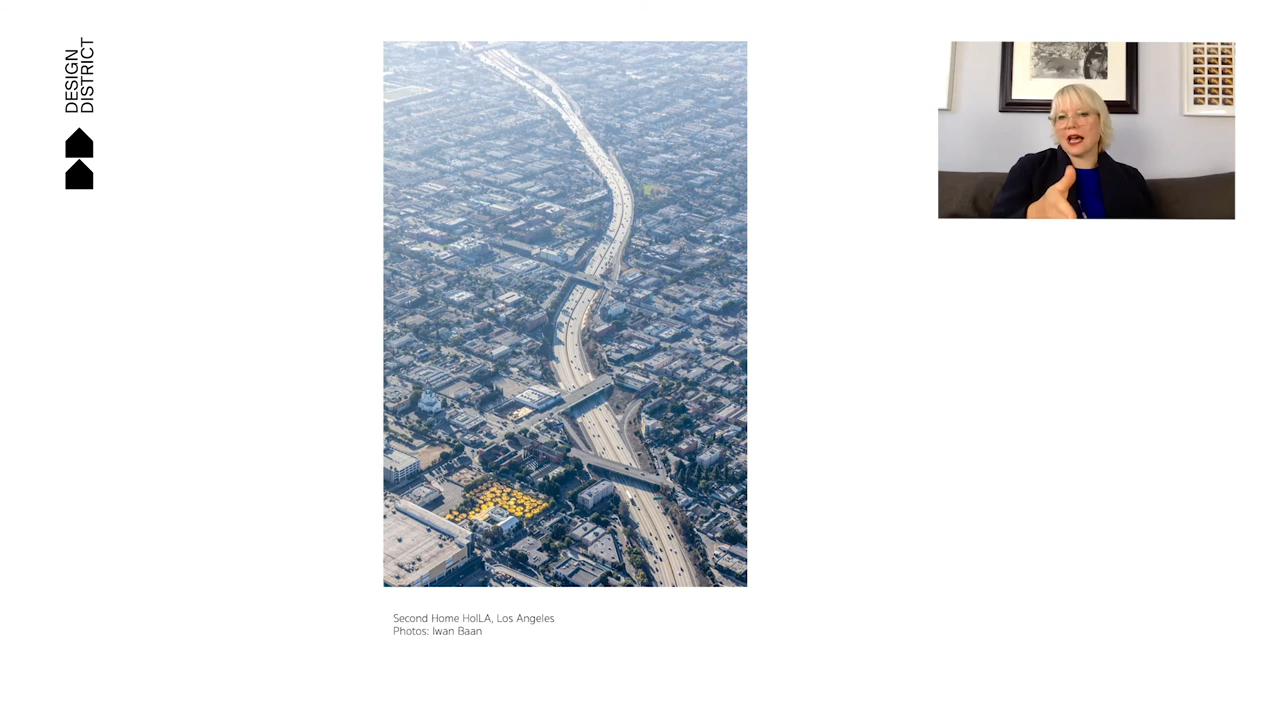 DESIGN
DISTRICT
Second Home HolLA, Los Angeles
Photos: Iwan Baan